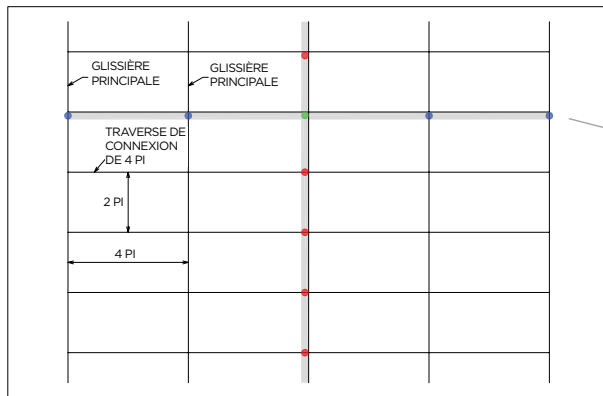 GLISSIÈRE
PRINCIPALE
GLISSIÈRE
PRINCIPALE
TRAVERSE DE
CONNEXION
DE 4 PI
2 PI
4 PI